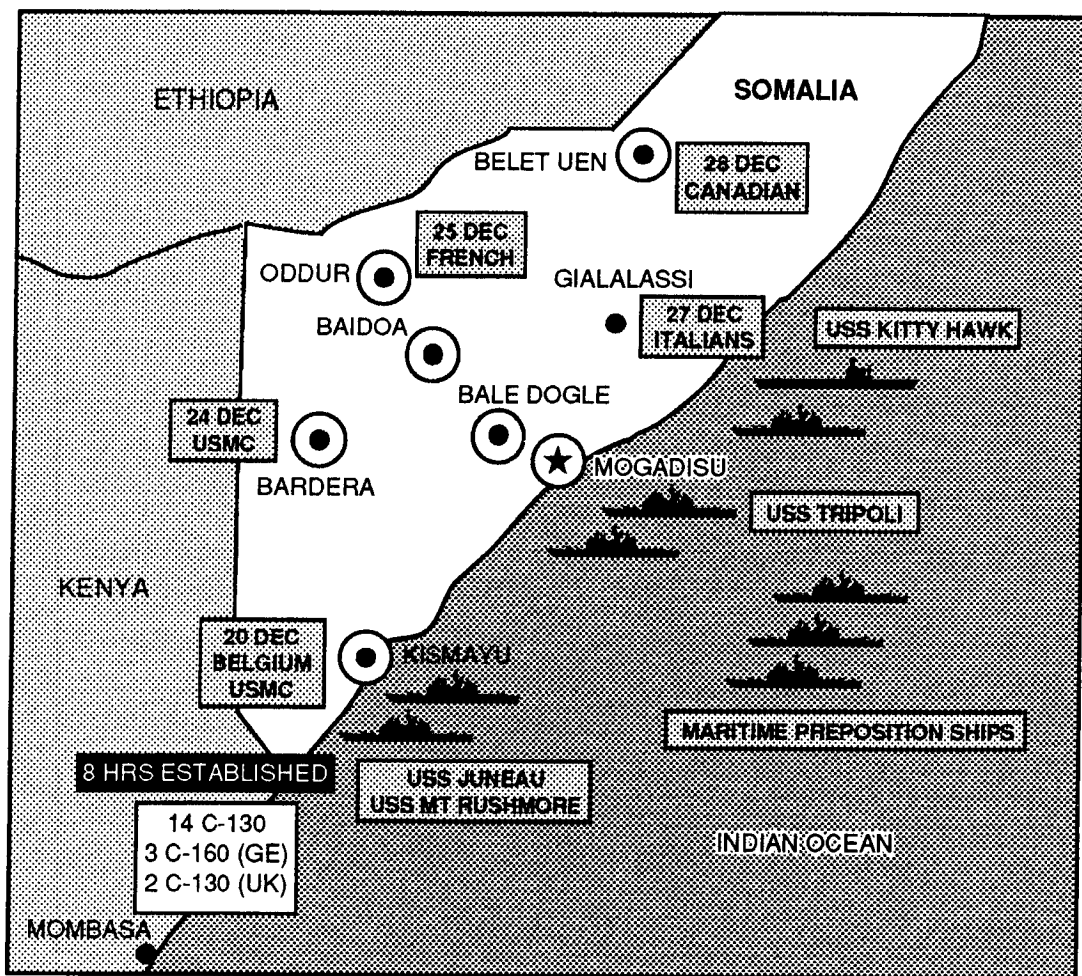 ETHIOPIA
SOMALIA
BELET UEN
28 DEC
CANADIAN
25 DEC
FRENCH
ODDUR
GIALALASSI
27 DEC
ITALIANS
USS KITTY HAWK
BAIDOA
BALE DOGLE
24 DEC
USMC
BARDERA
MOGADISU
USS TRIPOLI
KENYA
20 DEC
BELGIUM
USMC
KISMAYU
MARITIME PREPOSITION SHIPS
8 HRS ESTABLISHED
USS JUNEAU
USS MT RUSHMORE
14 C-130
3 C-160 (GE)
2 C-130 (UK)
INDIAN OCEAN
MOMBASA